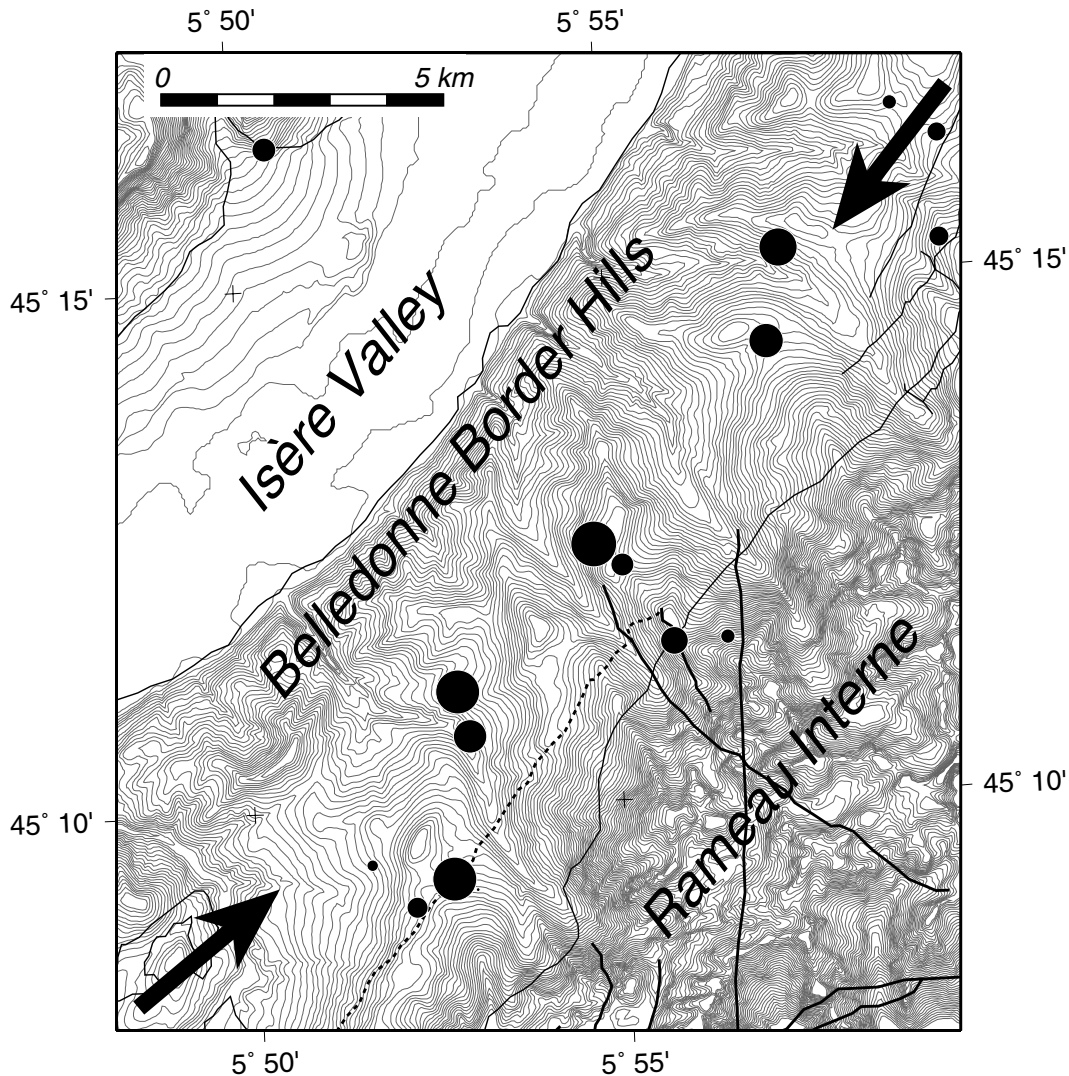 5° 50'
5° 55'
0
5 km
45° 15'
45° 15'
Isère Valley
Belledonne Border Hills
Rameau Interne
45° 10'
45° 10'
5° 50'
5° 55'